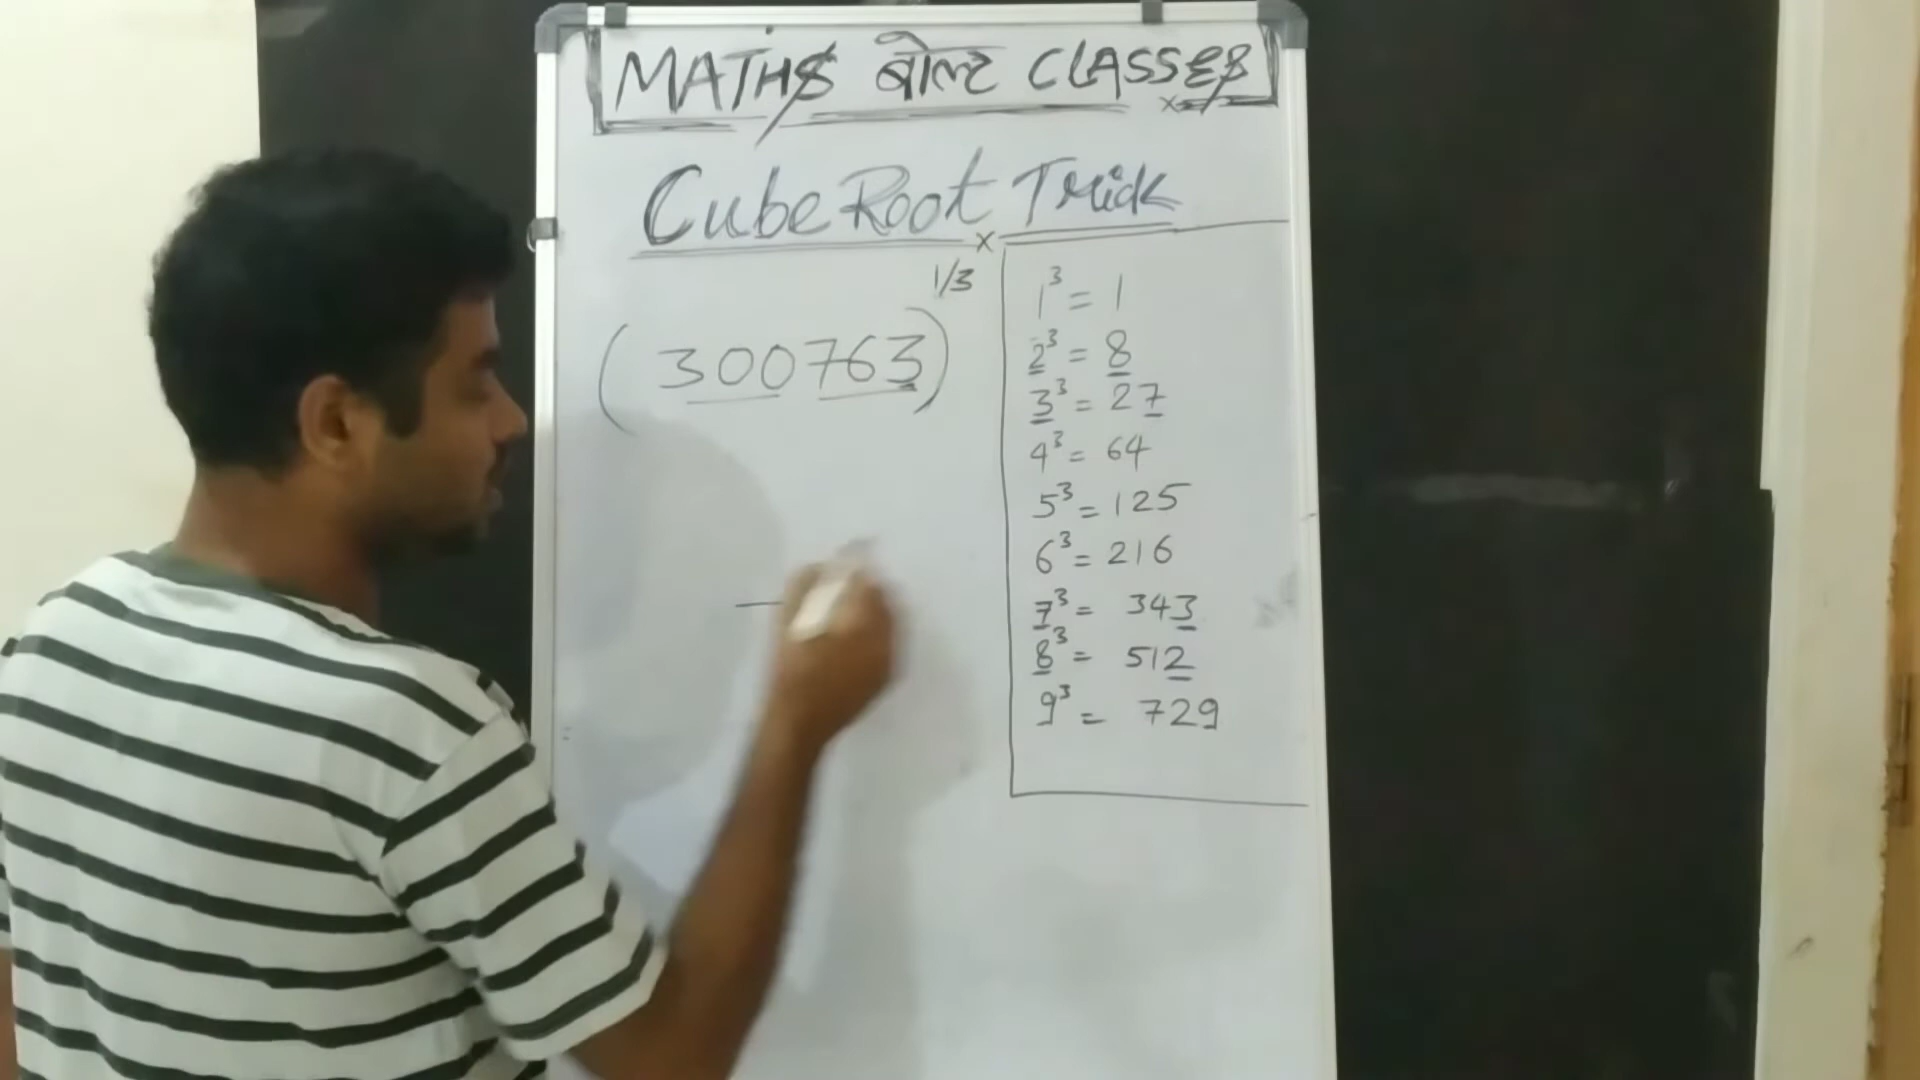 MATHS बोल्ट CLASSES
Cube Root Trick
(300763)^1/3
1³ = 1
2³ = 8
3³ = 27
4³ = 64
5³ = 125
6³ = 216
7³ = 343
8³ = 512
9³ = 729